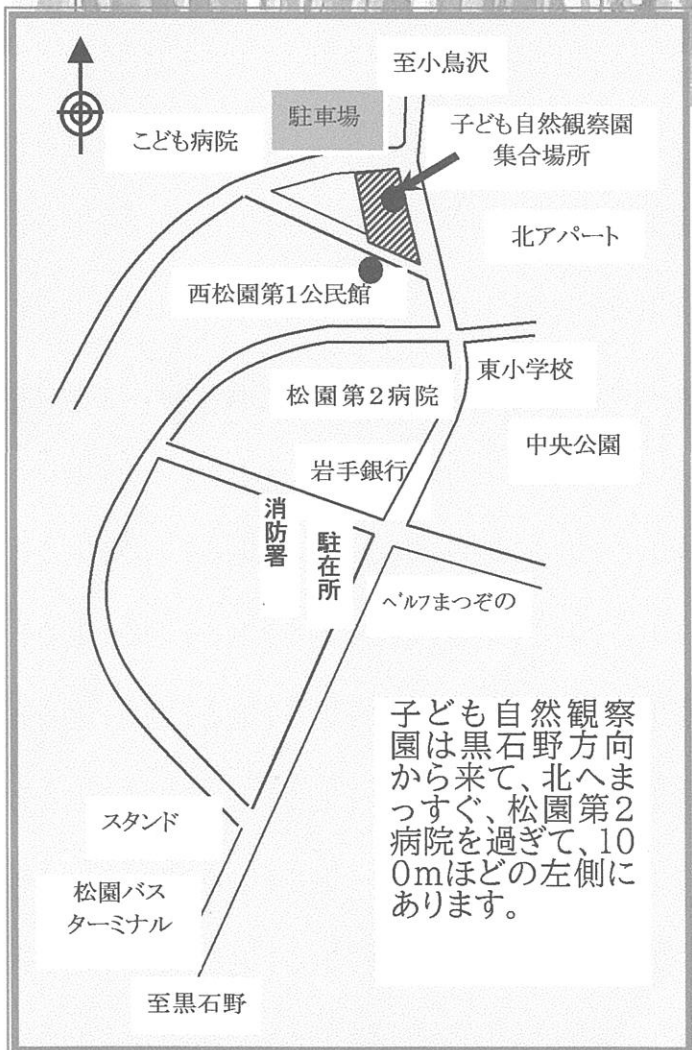 至小鳥沢
駐車場
子ども自然観察園
集合場所
こども病院
北アパート
西松園第1公民館
東小学校
松園第2病院
中央公園
岩手銀行
消防署
駐在所
ベルフまつぞの
子ども自然観察
園は黒石野方向
から来て、北へま
っすぐ、松園第2
病院を過ぎて、10
0mほどの左側に
あります。
スタンド
松園バス
ターミナル
至黒石野